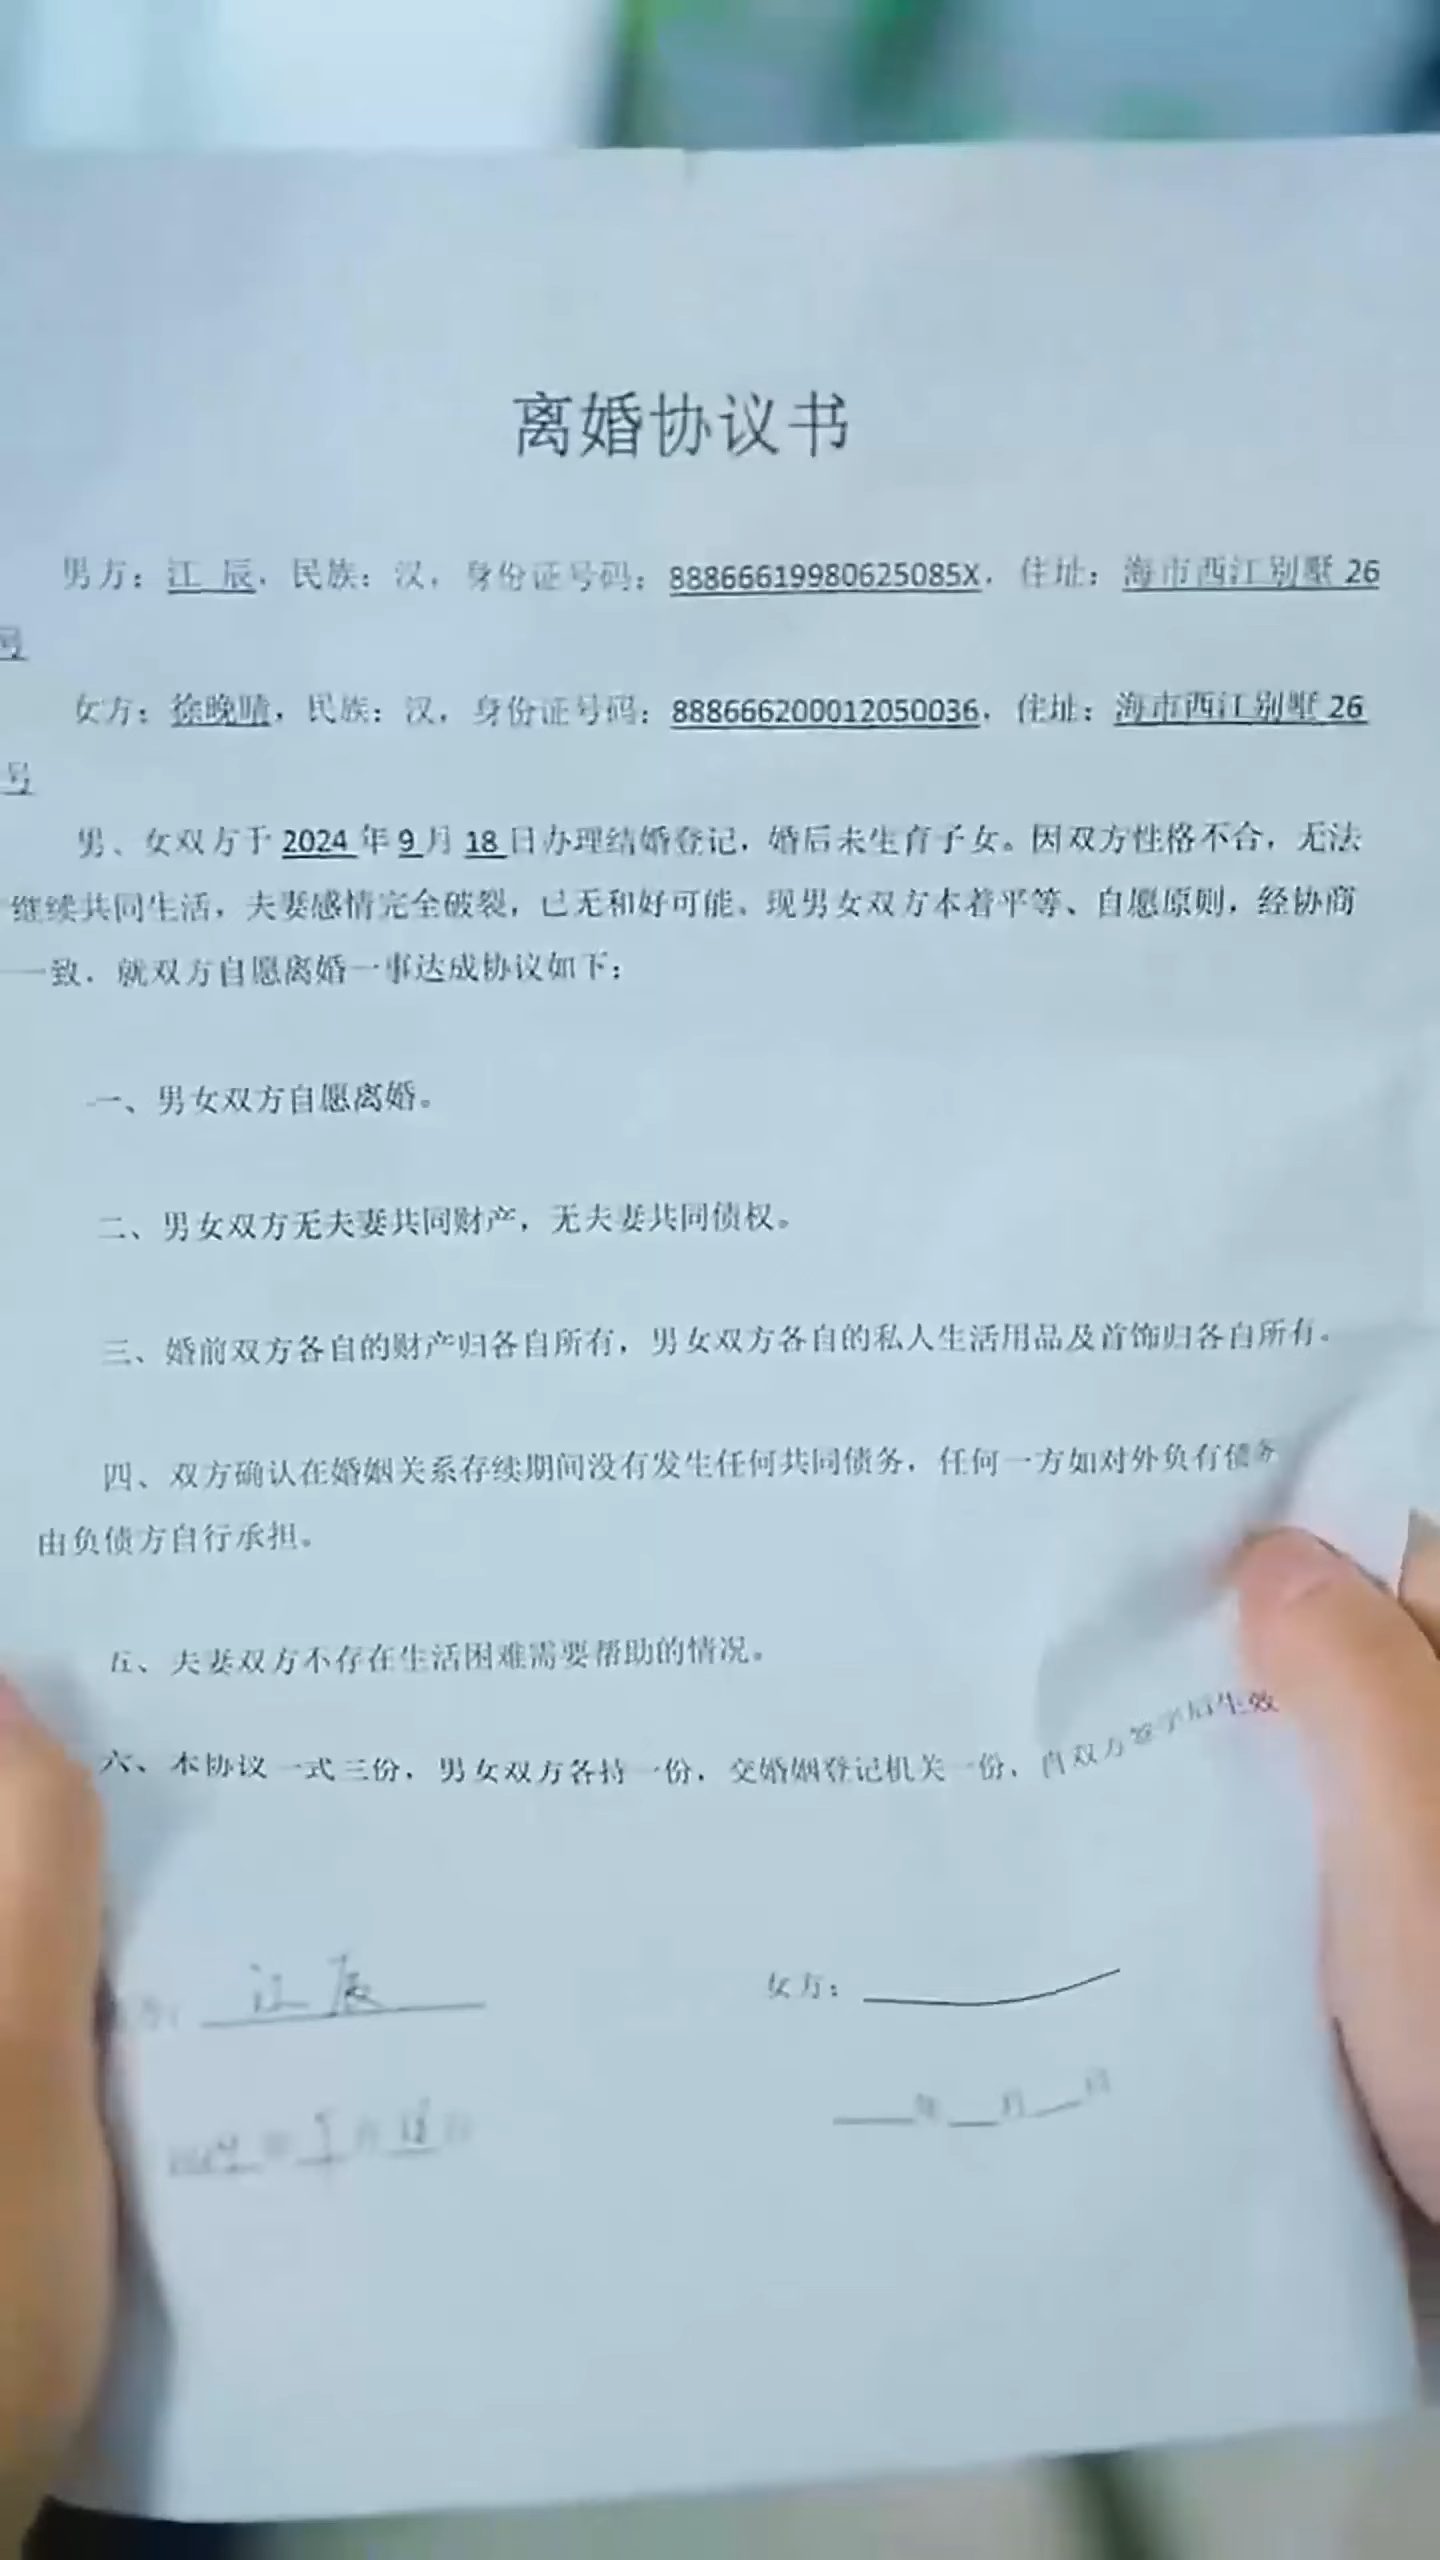 离婚协议书
男方：江 辰，民族：汉，身份证号码：88866619980625085X，住址：海市西江别墅 26
号
女方：徐晚晴，民族：汉，身份证号码：888666200012050036，住址：海市西江别墅 26
号
男、女双方于 2024 年 9 月 18 日办理结婚登记，婚后未生育子女。因双方性格不合，无法
继续共同生活，夫妻感情完全破裂，已无和好可能。现男女双方本着平等、自愿原则，经协商
一致，就双方自愿离婚一事达成协议如下：
一、男女双方自愿离婚。
二、男女双方无夫妻共同财产，无夫妻共同债权。
三、婚前双方各自的财产归各自所有，男女双方各自的私人生活用品及首饰归各自所有。
四、双方确认在婚姻关系存续期间没有发生任何共同债务，任何一方如对外负有债务
由负债方自行承担。
五、夫妻双方不存在生活困难需要帮助的情况。
六、本协议一式三份，男女双方各持一份，交婚姻登记机关一份，自双方签字后生效
江辰
女方：
年 月 日